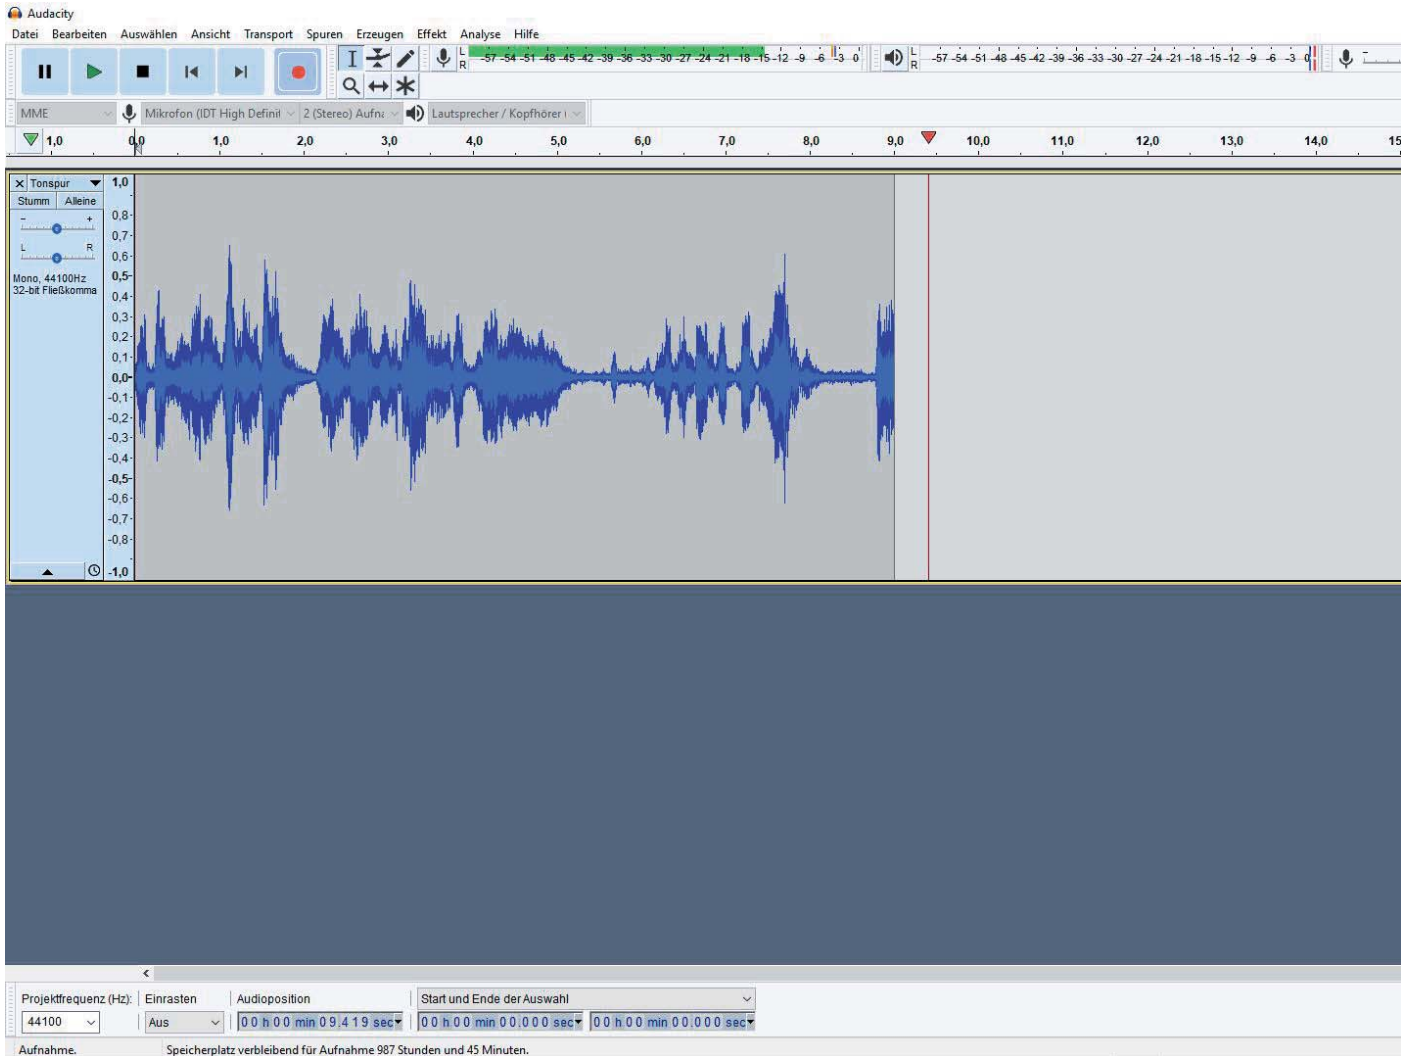 Audacity
Datei Bearbeiten Auswählen Ansicht Transport Spuren Erzeugen Effekt Analyse Hilfe
L -57 -54 -51 -48 -45 -42 -39 -36 -33 -30 -27 -24 -21 -18 -15 -12 -9 -6 -3 0 L -57 -54 -51 -48 -45 -42 -39 -36 -33 -30 -27 -24 -21 -18 -15 -12 -9 -6 -3 0 -
R R
MME Mikrofon (IDT High Definit 2 (Stereo) Aufna Lautsprecher / Kopfhörer (
1,0 0,0 1,0 2,0 3,0 4,0 5,0 6,0 7,0 8,0 9,0 10,0 11,0 12,0 13,0 14,0 15
× Tonspur 1,0
Stumm Alleine
0,8
- +
0,7
L R
0,6
Mono, 44100Hz 0,5
32-bit Fließkomma 0,4
0,3
0,2
0,1
0,0
-0,1
-0,2
-0,3
-0,4
-0,5
-0,6
-0,7
-0,8
-1,0
Projektfrequenz (Hz): Einrasten Audioposition Start und Ende der Auswahl
44100 Aus 00 h 00 min 09.419 sec 00 h 00 min 00.000 sec 00 h 00 min 00.000 sec
Aufnahme. Speicherplatz verbleibend für Aufnahme 987 Stunden und 45 Minuten.